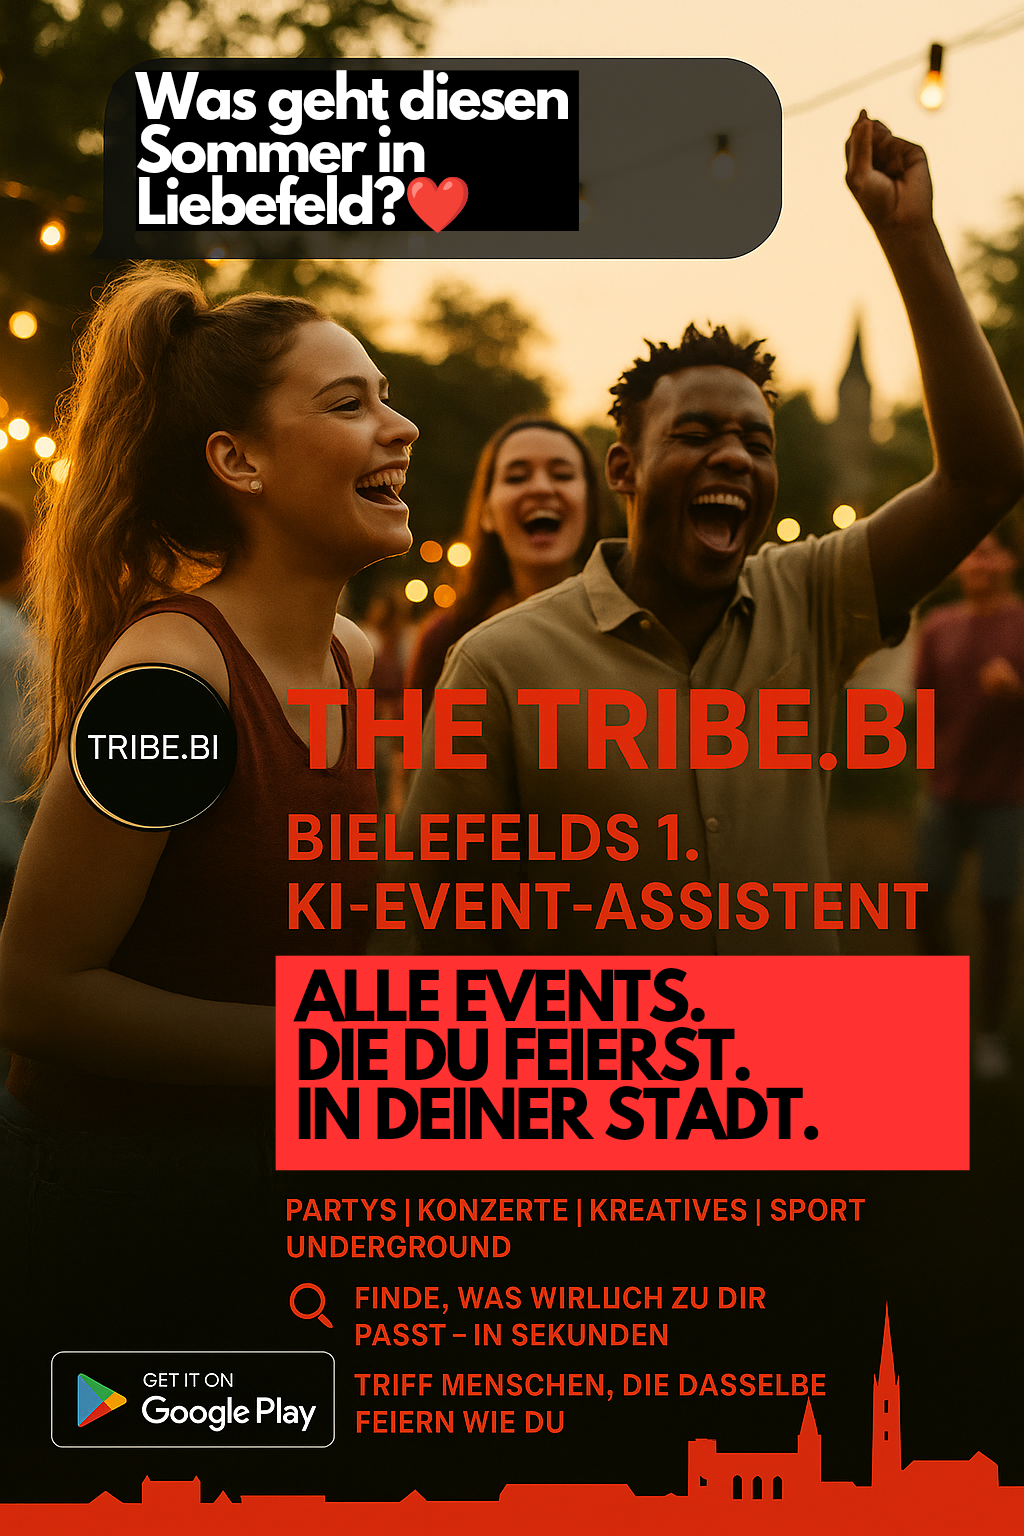 Was geht diesen
Sommer in
Liebefeld?❤️
TRIBE.BI
THE TRIBE.BI
BIELEFELDS 1.
KI-EVENT-ASSISTENT
ALLE EVENTS.
DIE DU FEIERST.
IN DEINER STADT.
PARTYS | KONZERTE | KREATIVES | SPORT
UNDERGROUND
FINDE, WAS WIRLLICH ZU DIR
PASST – IN SEKUNDEN
TRIFF MENSCHEN, DIE DASSELBE
FEIERN WIE DU
GET IT ON
Google Play